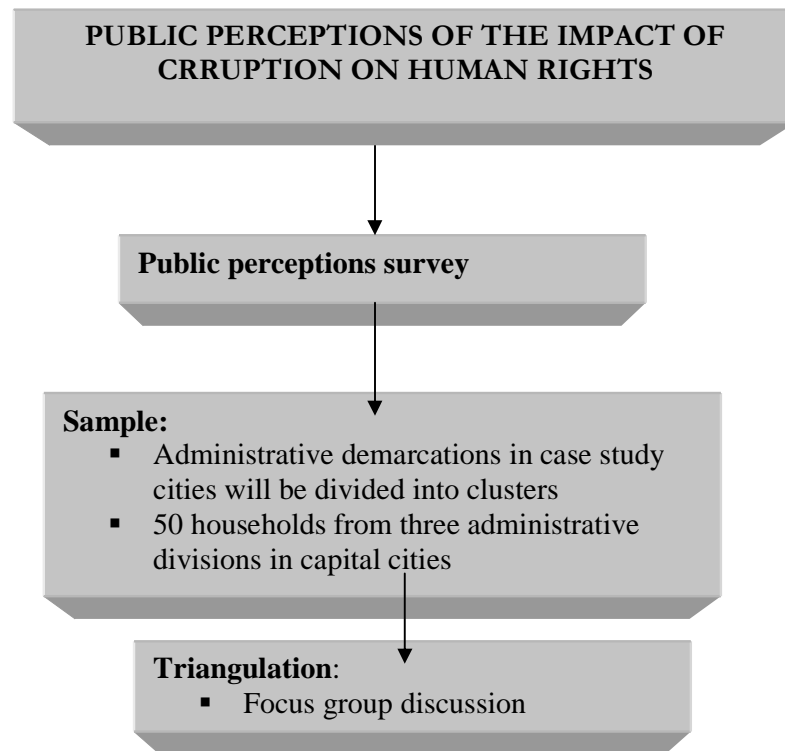 PUBLIC PERCEPTIONS OF THE IMPACT OF
CRRUPTION ON HUMAN RIGHTS
Public perceptions survey
Sample:
▪ Administrative demarcations in case study
cities will be divided into clusters
▪ 50 households from three administrative
divisions in capital cities
Triangulation:
▪ Focus group discussion